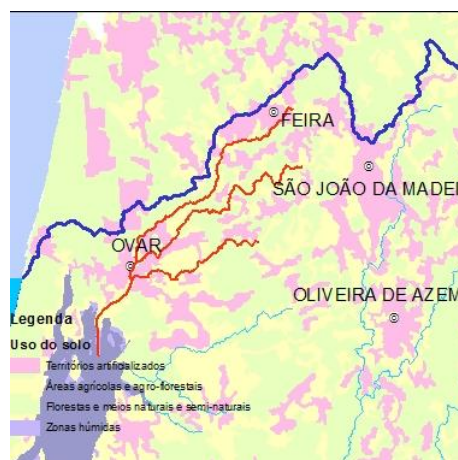 FEIRA
SÃO JOÃO DA MADEI
OVAR
OLIVEIRA DE AZEM
Legenda
Uso do solo
Territórios artificializados
Áreas agrícolas e agro-florestais
Florestas e meios naturais e semi-naturais
Zonas húmidas